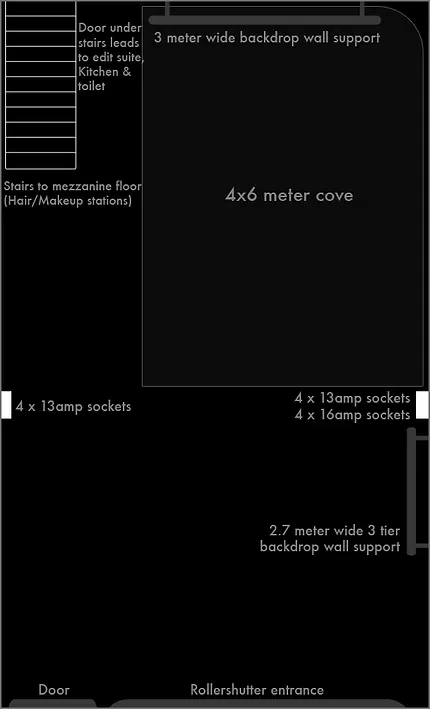 Door under
stairs leads
to edit suite,
Kitchen &
toilet
3 meter wide backdrop wall support
Stairs to mezzanine floor
(Hair/Makeup stations)
4x6 meter cove
4 x 13amp sockets
4 x 13amp sockets
4 x 16amp sockets
2.7 meter wide 3 tier
backdrop wall support
Door
Rollershutter entrance